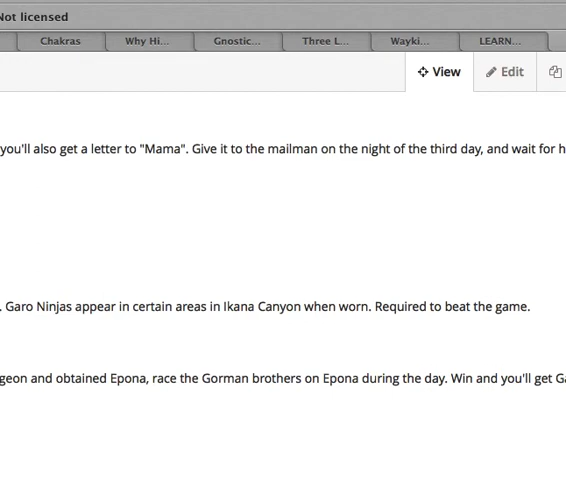 Not licensed
Chakras Why Hi... Gnostic... Three L... Wayki... LEARN...
View Edit
you'll also get a letter to "Mama". Give it to the mailman on the night of the third day, and wait for h
. Garo Ninjas appear in certain areas in Ikana Canyon when worn. Required to beat the game.
geon and obtained Epona, race the Gorman brothers on Epona during the day. Win and you'll get Ga